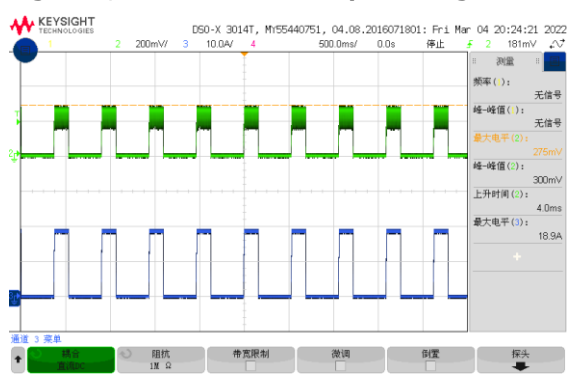 KEYSIGHT
TECHNOLOGIES
DSO-X 3014T, MY55440751, 04.08.2016071801: Fri Mar 04 20:24:21 2022
1 2 200mV/ 3 10.0A/ 4 500.0ms/ 0.0s 停止 2 181mV
测量
频率(1):
无信号
峰-峰值(1):
无信号
最大电平(2):
275mV
峰-峰值(2):
300mV
上升时间(2):
4.0ms
最大电平(3):
18.9A
通道 3 菜单
耦合 阻抗 带宽限制 微调 倒置 探头
直流DC 1M Ω